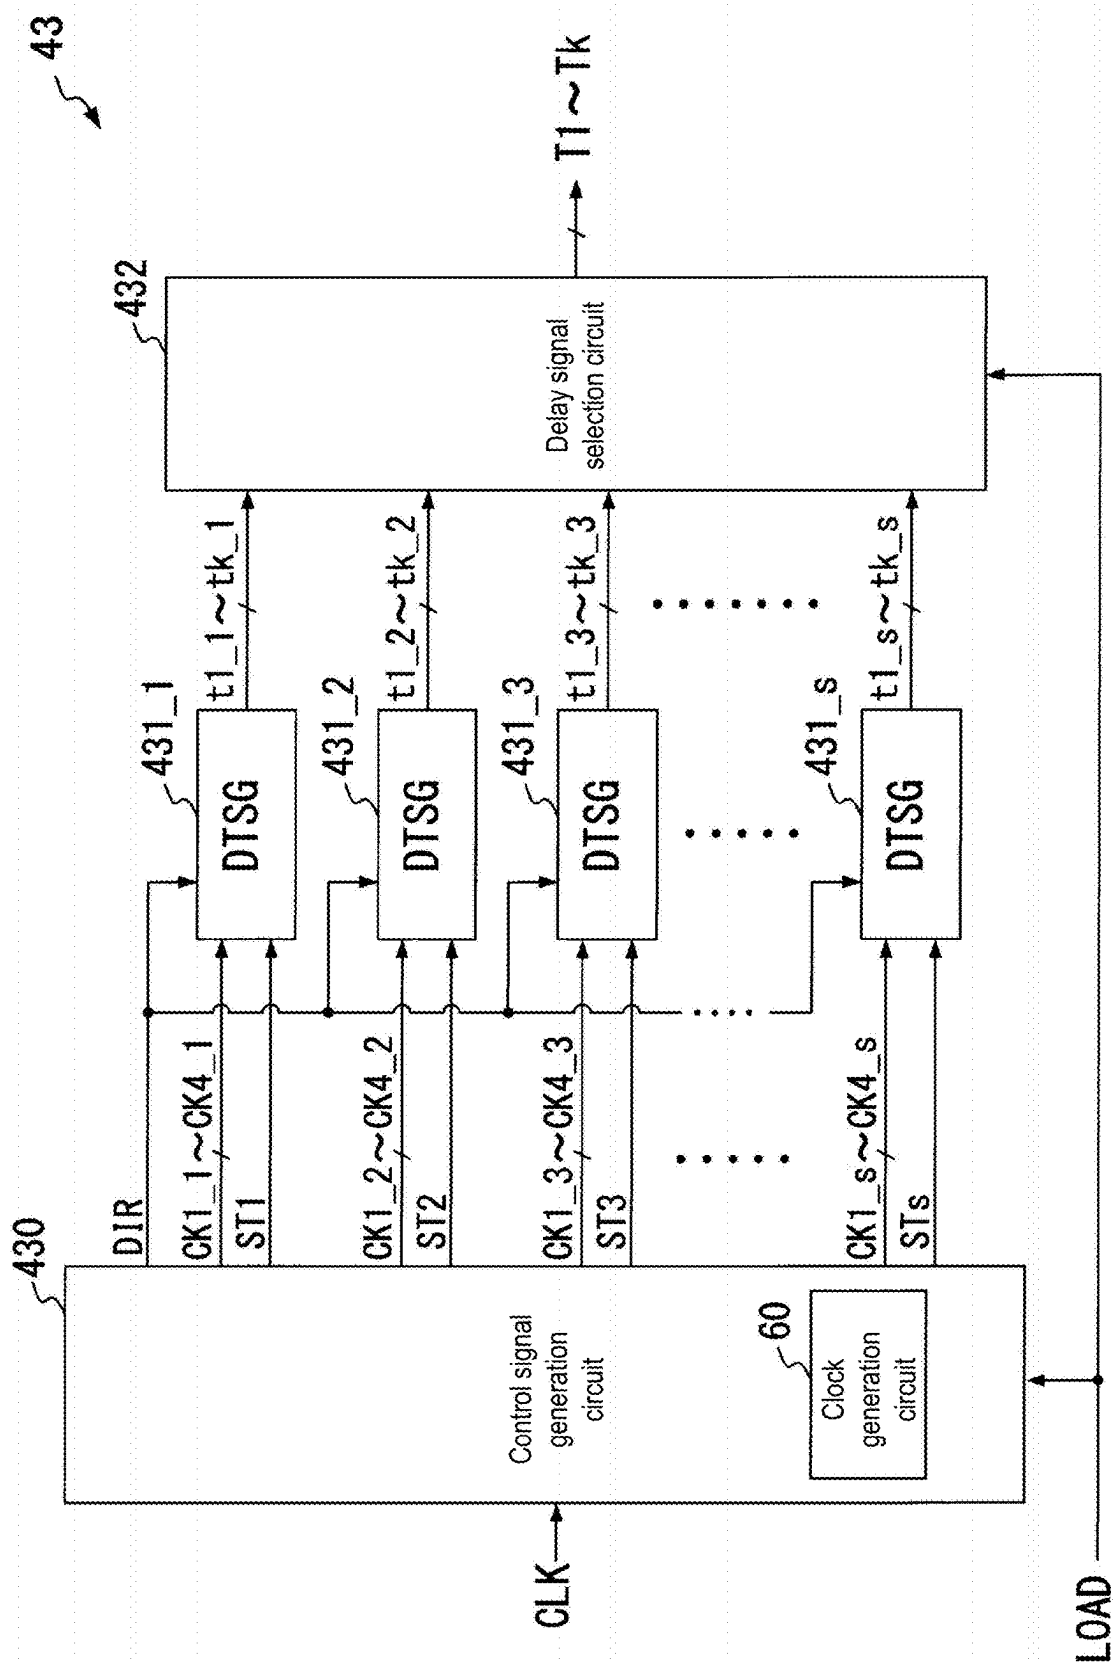 43
430
432
DIR
CK1_1~CK4_1
ST1
431_1
DTSG
t1_1~tk_1
CK1_2~CK4_2
ST2
431_2
DTSG
t1_2~tk_2
CLK
Control signal
generation
circuit
CK1_3~CK4_3
ST3
431_3
DTSG
t1_3~tk_3
Delay signal
selection circuit
T1~Tk
60
Clock
generation
circuit
CK1_s~CK4_s
STs
431_s
DTSG
t1_s~tk_s
LOAD